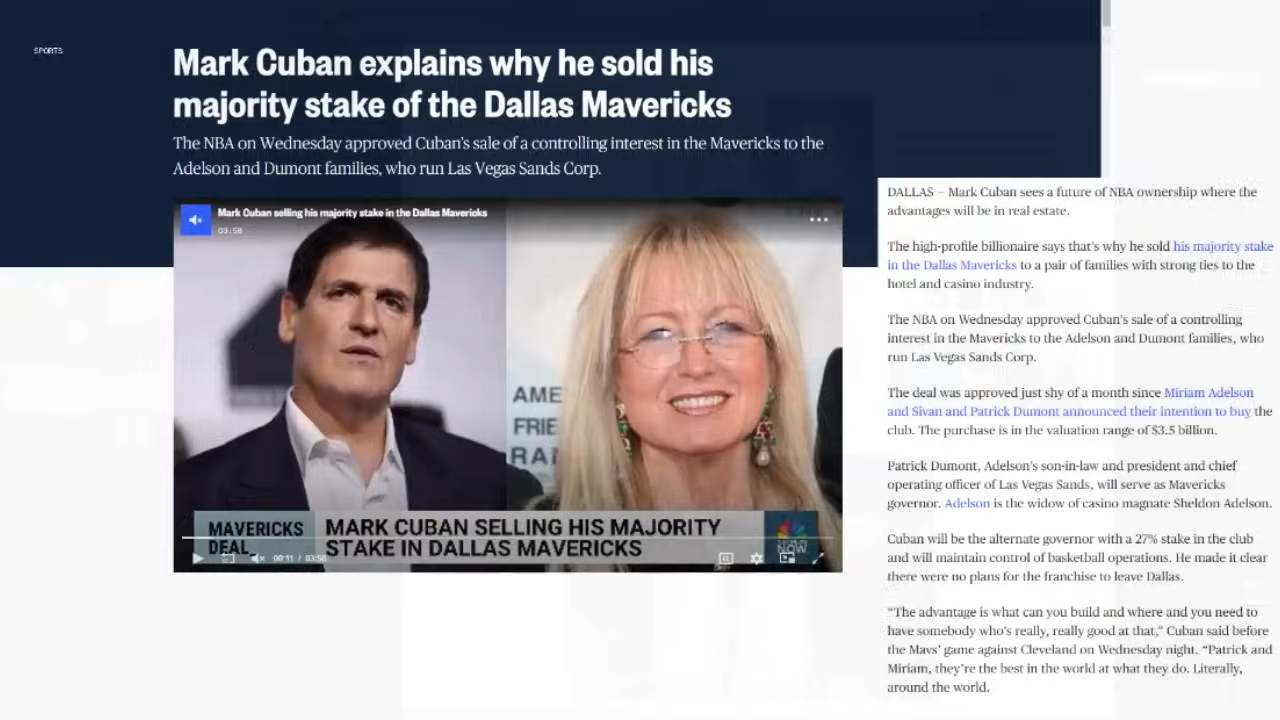 SPORTS
Mark Cuban explains why he sold his
majority stake of the Dallas Mavericks
The NBA on Wednesday approved Cuban's sale of a controlling interest in the Mavericks to the
Adelson and Dumont families, who run Las Vegas Sands Corp.
Mark Cuban selling his majority stake in the Dallas Mavericks
03:58
AME
FRIE
RA
MAVERICKS
DEAL
MARK CUBAN SELLING HIS MAJORITY
STAKE IN DALLAS MAVERICKS
NOW
00:11 / 03:58
DALLAS — Mark Cuban sees a future of NBA ownership where the
advantages will be in real estate.
The high-profile billionaire says that's why he sold his majority stake
in the Dallas Mavericks to a pair of families with strong ties to the
hotel and casino industry.
The NBA on Wednesday approved Cuban's sale of a controlling
interest in the Mavericks to the Adelson and Dumont families, who
run Las Vegas Sands Corp.
The deal was approved just shy of a month since Miriam Adelson
and Sivan and Patrick Dumont announced their intention to buy the
club. The purchase is in the valuation range of $3.5 billion.
Patrick Dumont, Adelson's son-in-law and president and chief
operating officer of Las Vegas Sands, will serve as Mavericks
governor. Adelson is the widow of casino magnate Sheldon Adelson.
Cuban will be the alternate governor with a 27% stake in the club
and will maintain control of basketball operations. He made it clear
there were no plans for the franchise to leave Dallas.
“The advantage is what can you build and where and you need to
have somebody who's really, really good at that,” Cuban said before
the Mavs' game against Cleveland on Wednesday night. “Patrick and
Miriam, they're the best in the world at what they do. Literally,
around the world.